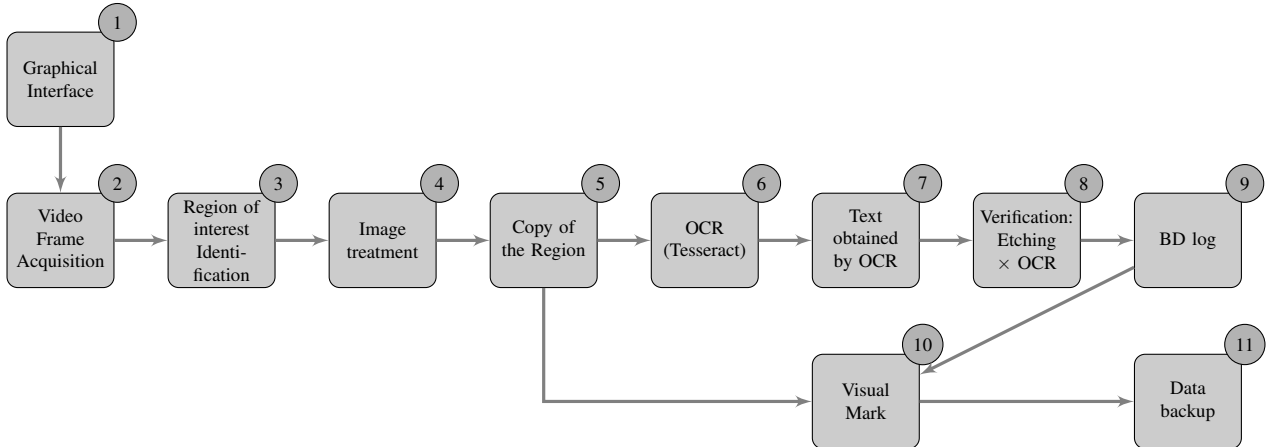 1
Graphical
Interface
2
Video
Frame
Acquisition
3
Region of
interest
Identi-
fication
4
Image
treatment
5
Copy of
the Region
6
OCR
(Tesseract)
7
Text
obtained
by OCR
8
Verification:
Etching
× OCR
9
BD log
10
Visual
Mark
11
Data
backup